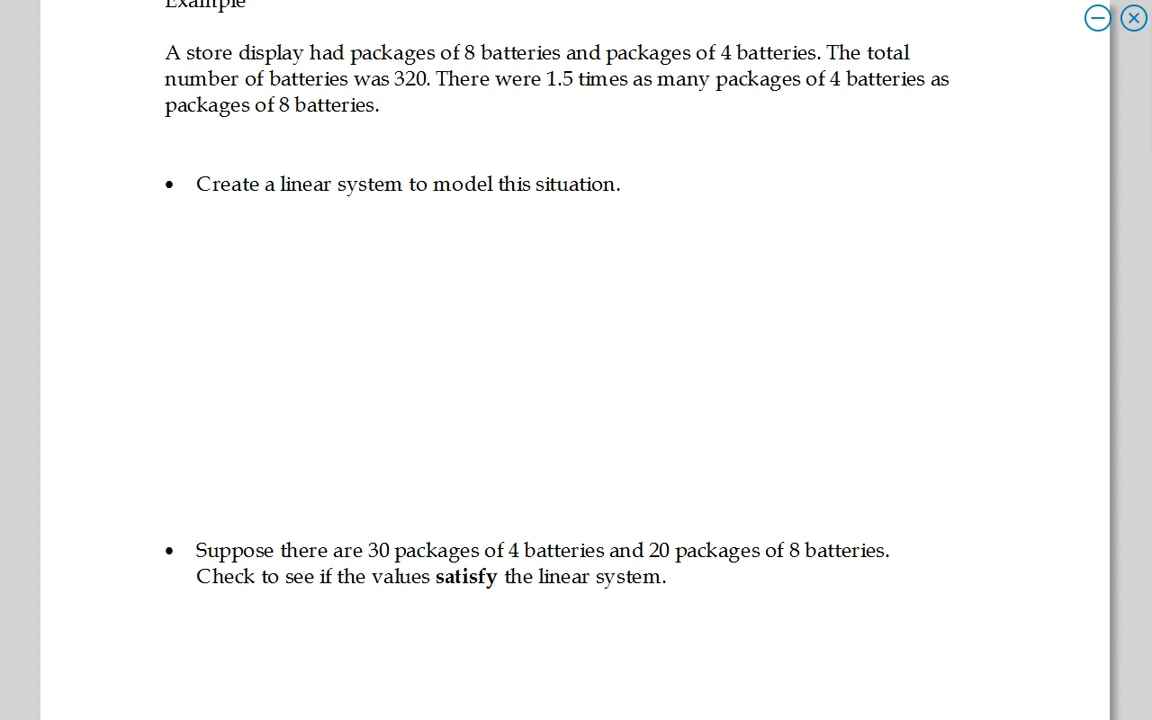 Example
A store display had packages of 8 batteries and packages of 4 batteries. The total
number of batteries was 320. There were 1.5 times as many packages of 4 batteries as
packages of 8 batteries.
• Create a linear system to model this situation.
• Suppose there are 30 packages of 4 batteries and 20 packages of 8 batteries.
Check to see if the values satisfy the linear system.